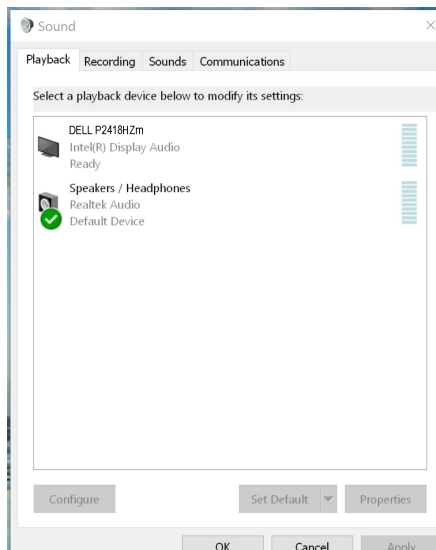 Sound
Playback Recording Sounds Communications
Select a playback device below to modify its settings:
DELL P2418HZm
Intel(R) Display Audio
Ready
Speakers / Headphones
Realtek Audio
Default Device
Configure Set Default Properties
OK Cancel Apply